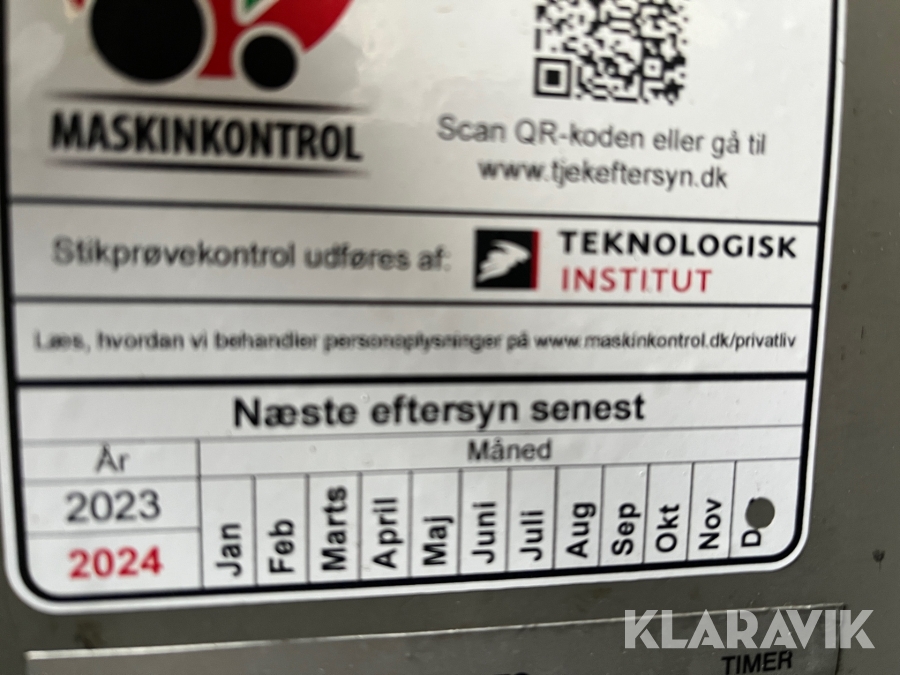 MASKINKONTROL
Scan QR-koden eller gå til
www.tjekeftersyn.dk
Stikprøvekontrol udføres af:
TEKNOLOGISK
INSTITUT
Læs, hvordan vi behandler personoplysninger på www.maskinkontrol.dk/privatliv
Næste eftersyn senest
År
Måned
2023
2024
Jan
Feb
Marts
April
Maj
Juni
Juli
Aug
Sep
Okt
Nov
D
KLARAVIK
TIMER